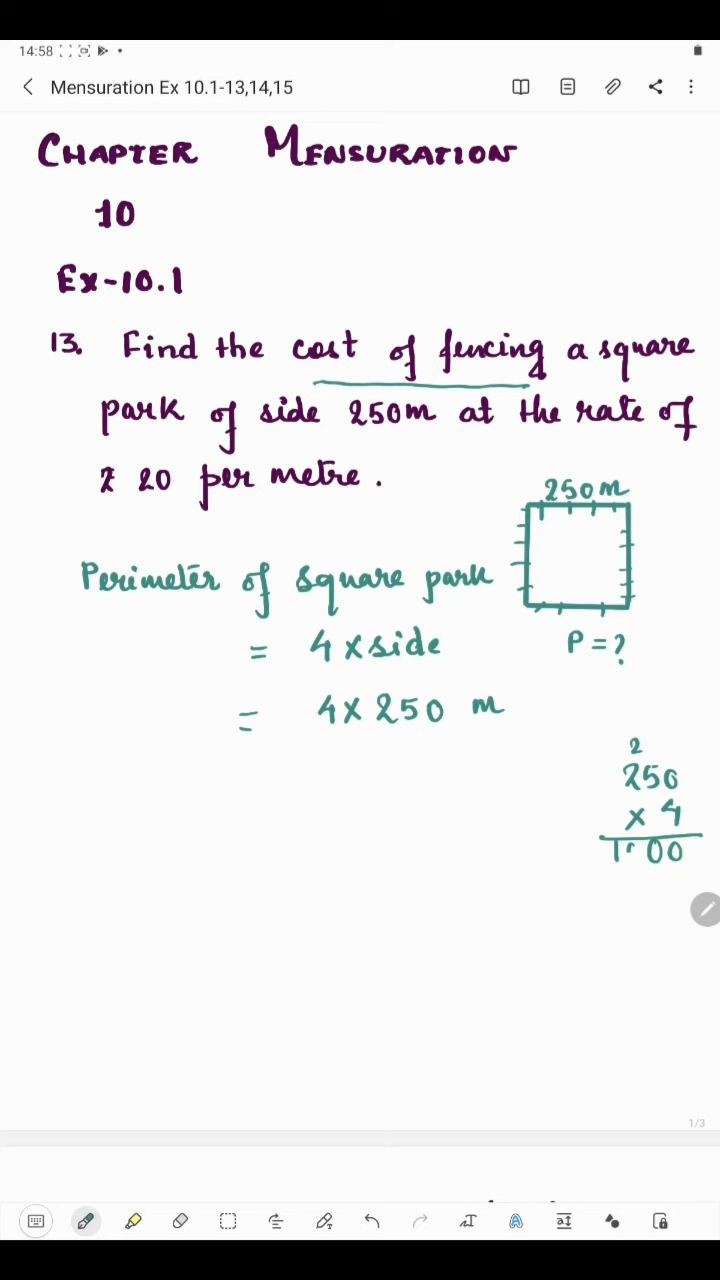 14:58
Mensuration Ex 10.1-13,14,15
CHAPTER MENSURATION
10
Ex-10.1
13. Find the cost of fencing a square
park of side 250m at the rate of
₹ 20 per metre.
250m
Perimeter of square park
= 4 x side
P = ?
= 4 x 250 m
2
250
x 4
00
1/3